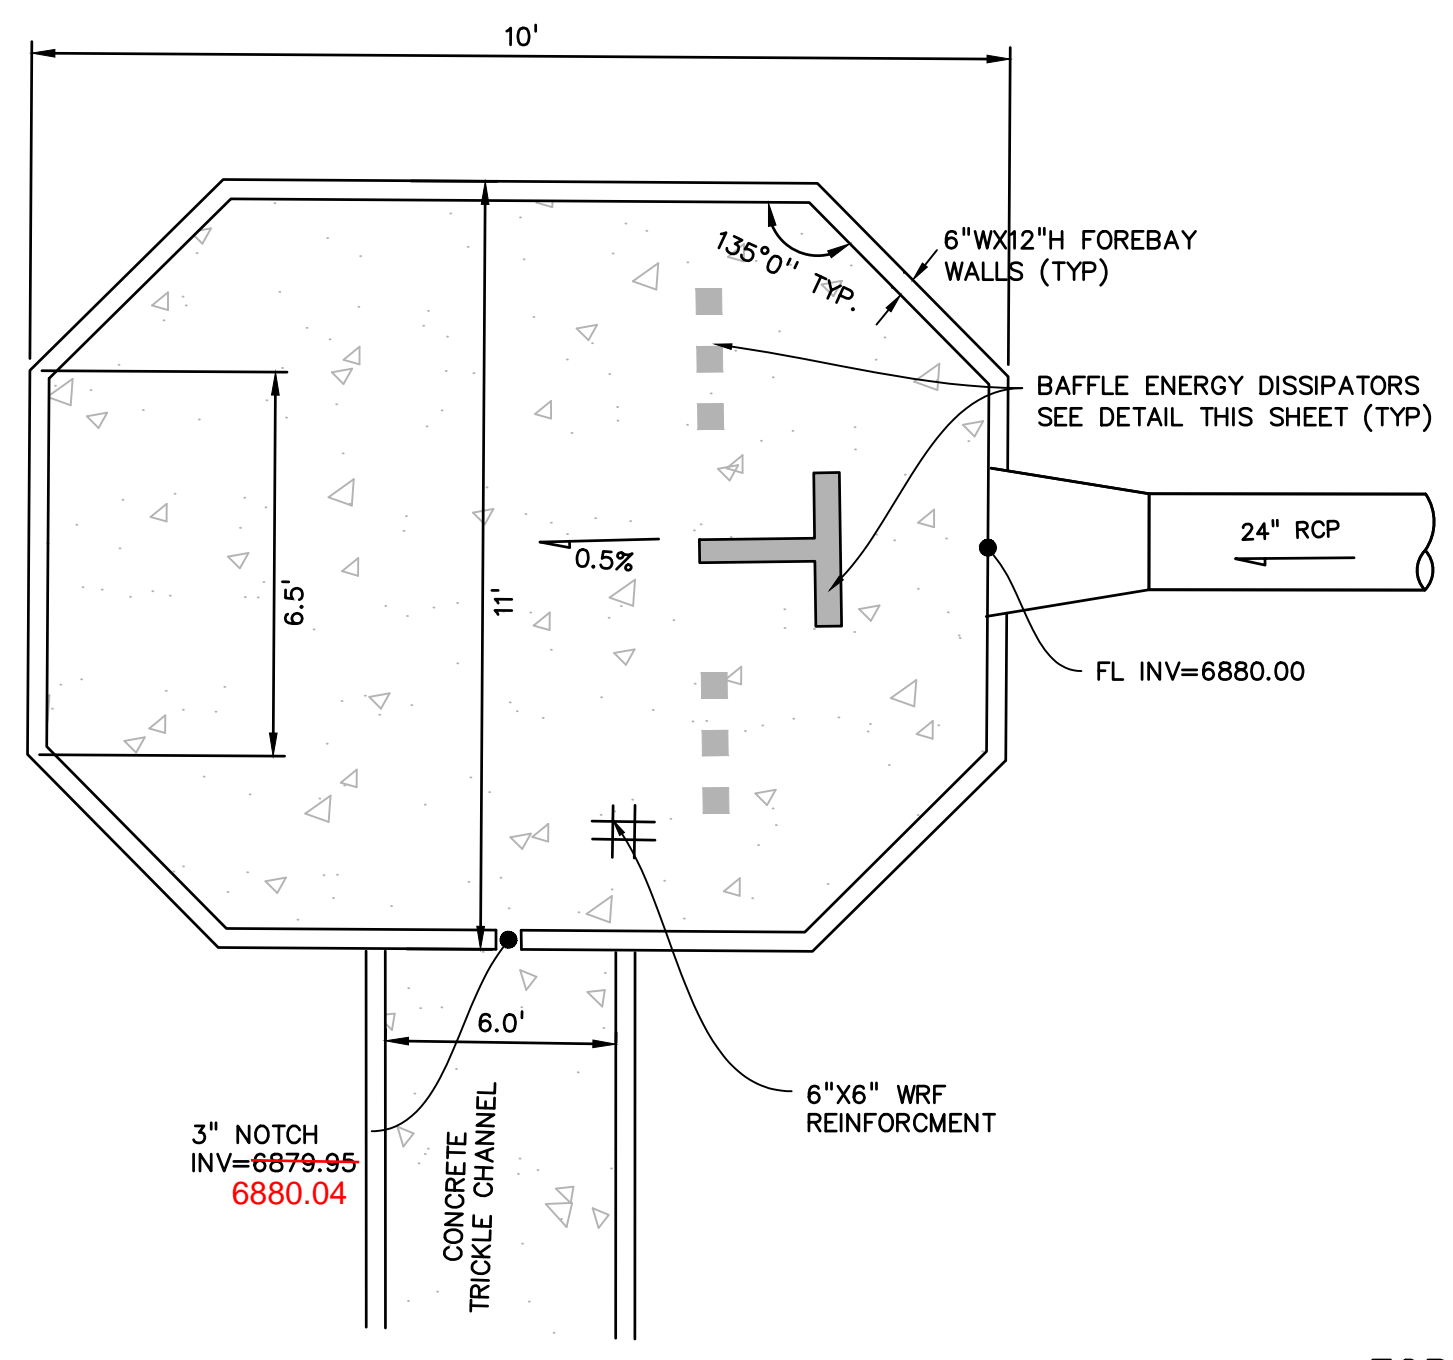 10'
6"WX12"H FOREBAY
WALLS (TYP)
135°0'' TYP.
BAFFLE ENERGY DISSIPATORS
SEE DETAIL THIS SHEET (TYP)
24" RCP
0.5%
6.5'
11'
FL INV=6880.00
6.0'
6"X6" WRF
REINFORCMENT
3" NOTCH
INV=6879.95
6880.04
CONCRETE
TRICKLE CHANNEL